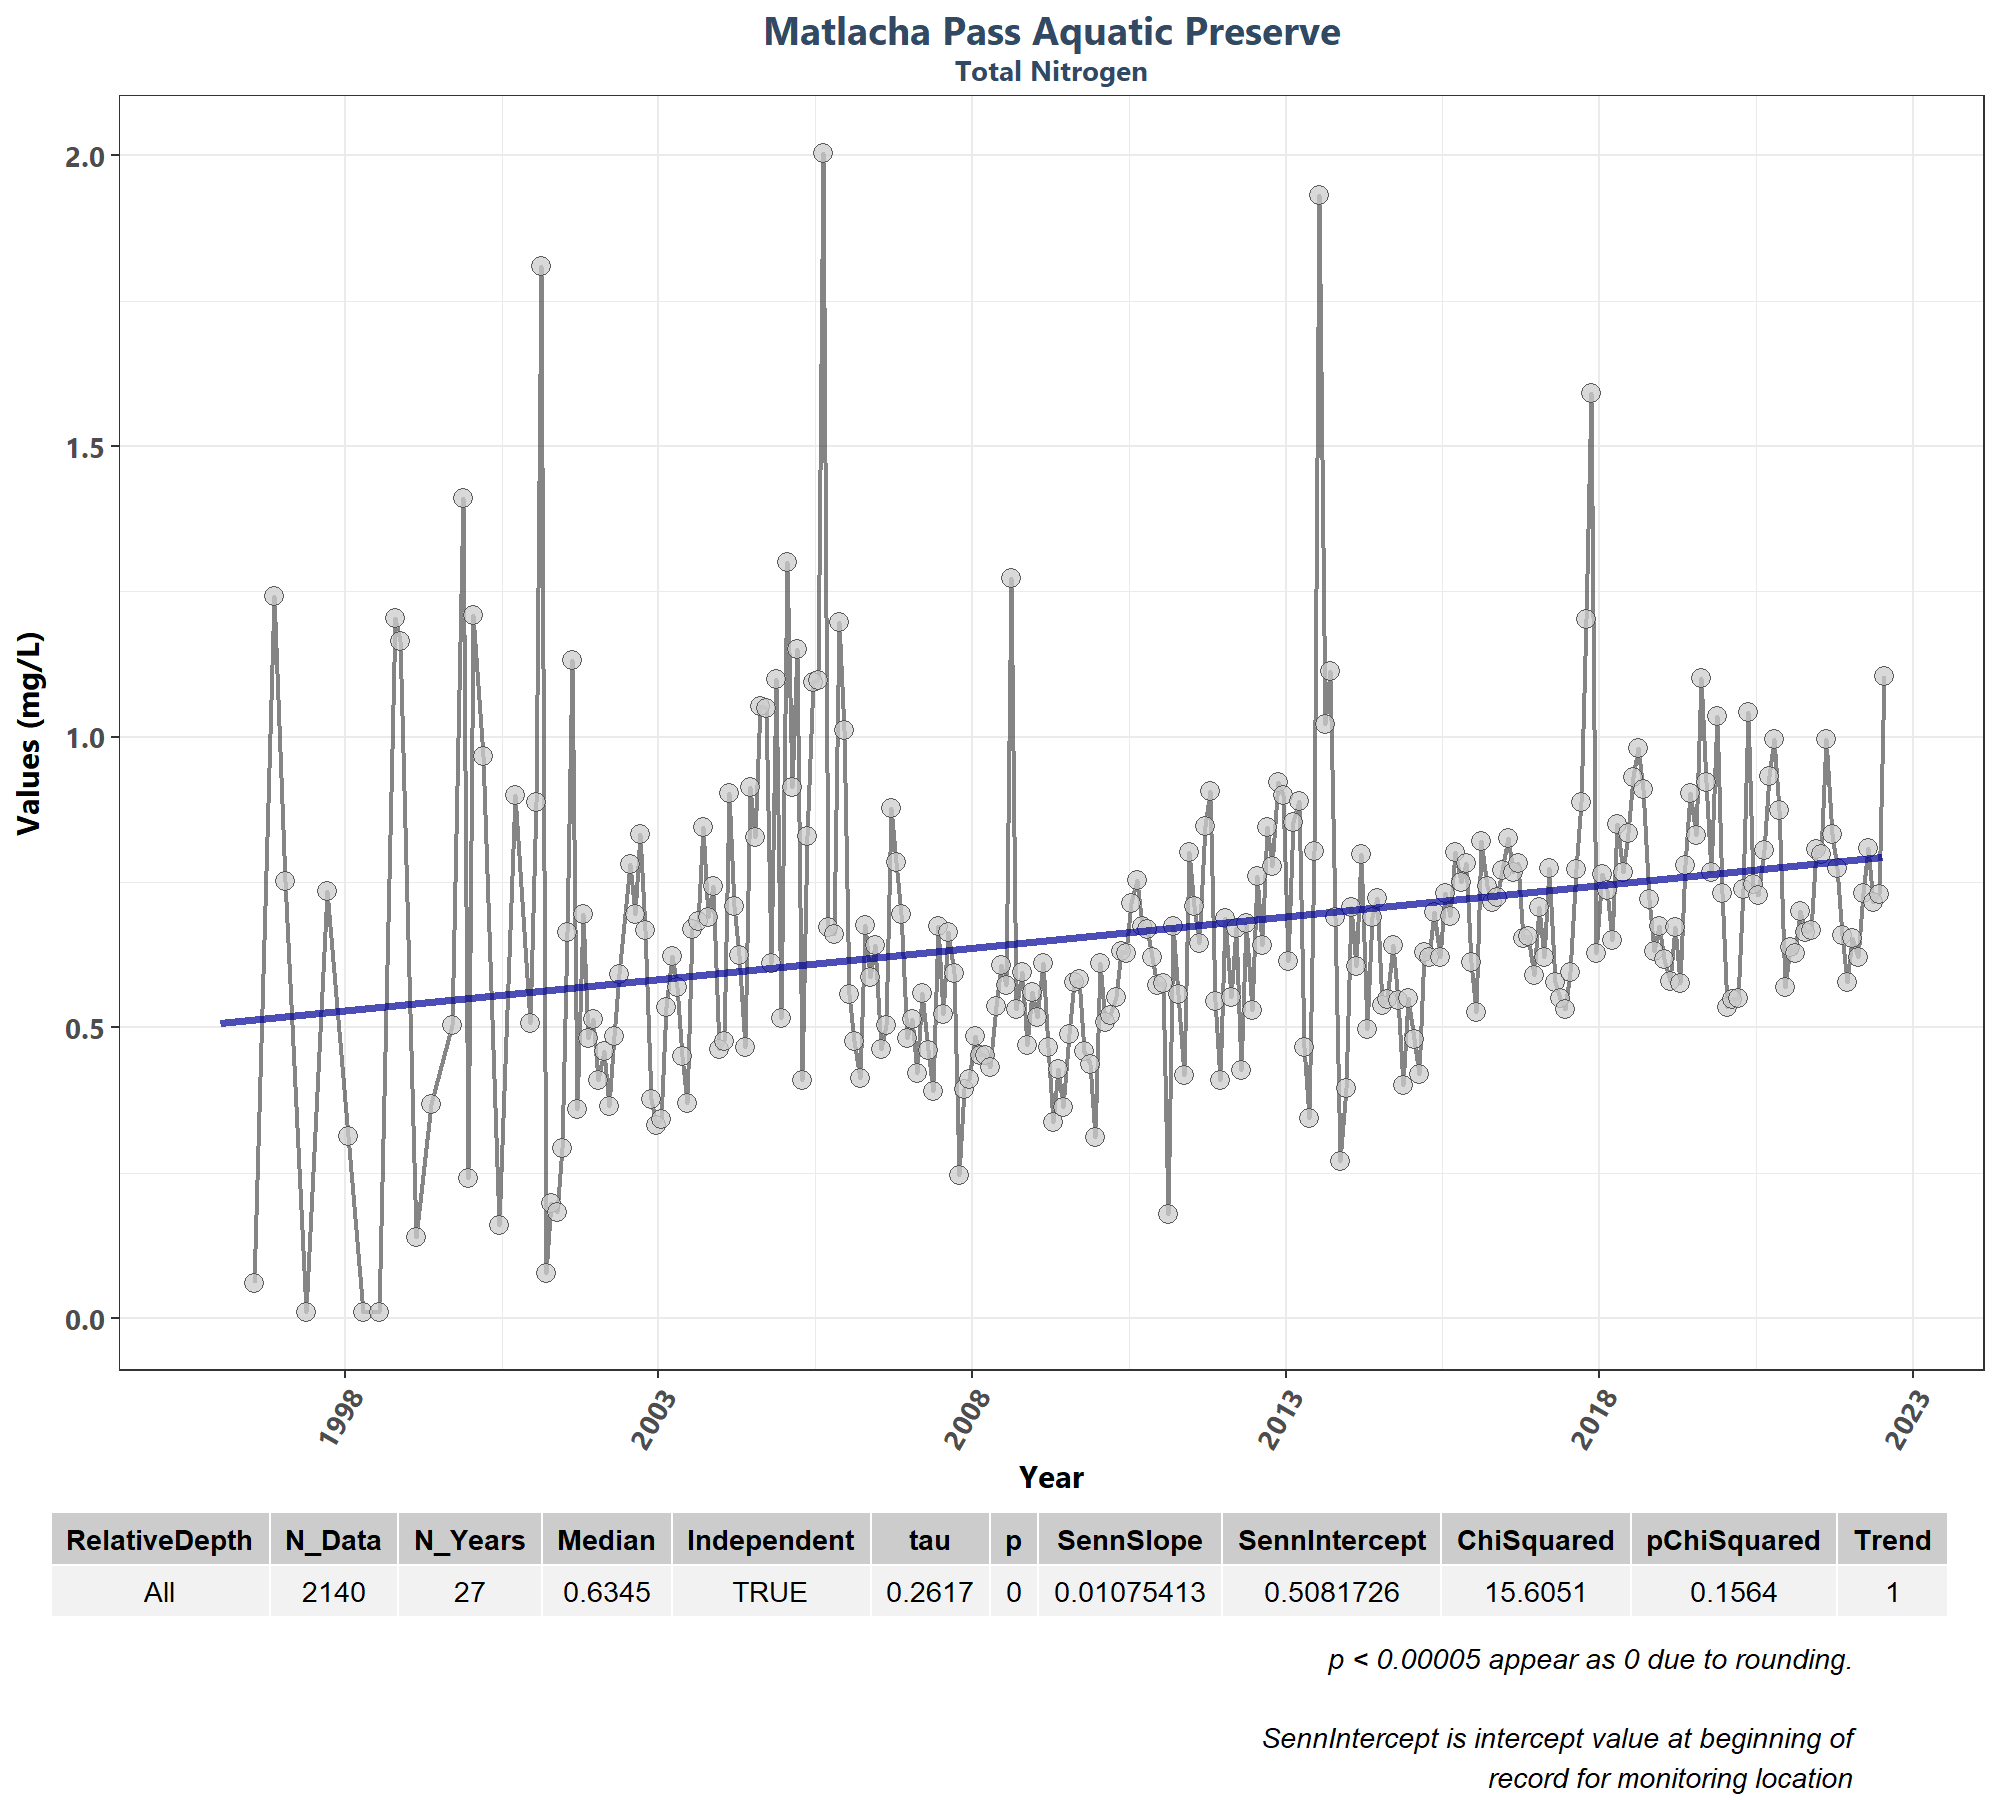 Matlacha Pass Aquatic Preserve
Total Nitrogen
Values (mg/L)
2.0
1.5
1.0
0.5
0.0
1998 2003 2008 2013 2018 2023
Year
RelativeDepth N_Data N_Years Median Independent tau p SennSlope SennIntercept ChiSquared pChiSquared Trend
All 2140 27 0.6345 TRUE 0.2617 0 0.01075413 0.5081726 15.6051 0.1564 1
p < 0.00005 appear as 0 due to rounding.
SennIntercept is intercept value at beginning of
record for monitoring location